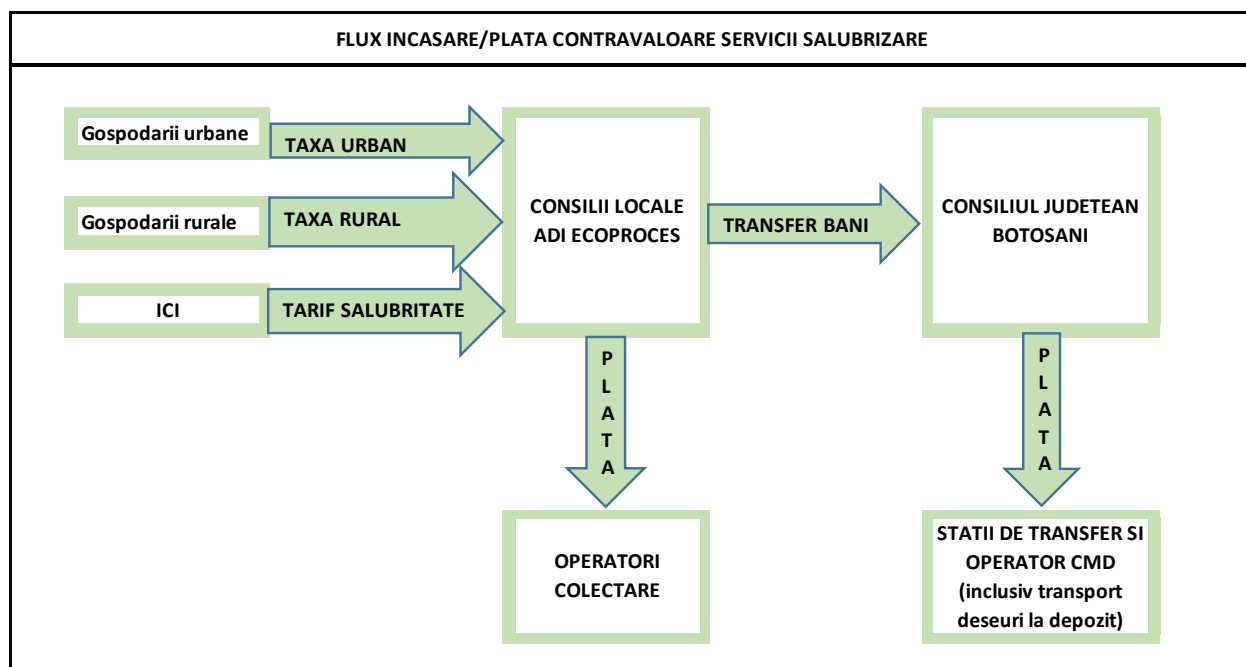 FLUX INCASARE/PLATA CONTRAVALOARE SERVICII SALUBRIZARE
Gospodarii urbane
TAXA URBAN
Gospodarii rurale
TAXA RURAL
ICI
TARIF SALUBRITATE
CONSILII LOCALE
ADI ECOPROCES
TRANSFER BANI
CONSILIUL JUDETEAN
BOTOSANI
P
L
A
T
A
P
L
A
T
A
OPERATORI
COLECTARE
STATII DE TRANSFER SI
OPERATOR CMD
(inclusiv transport
deseuri la depozit)